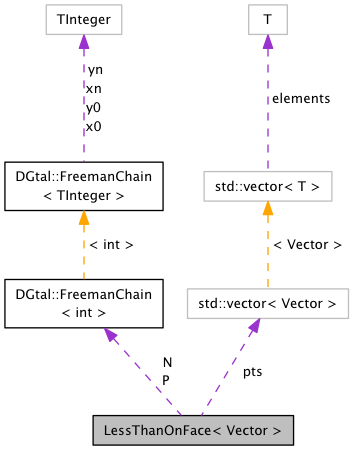 TInteger
T
yn
xn
y0
x0
elements
DGtal::FreemanChain
< TInteger >
std::vector< T >
< int >
< Vector >
DGtal::FreemanChain
< int >
std::vector< Vector >
N
P
pts
LessThanOnFace< Vector >